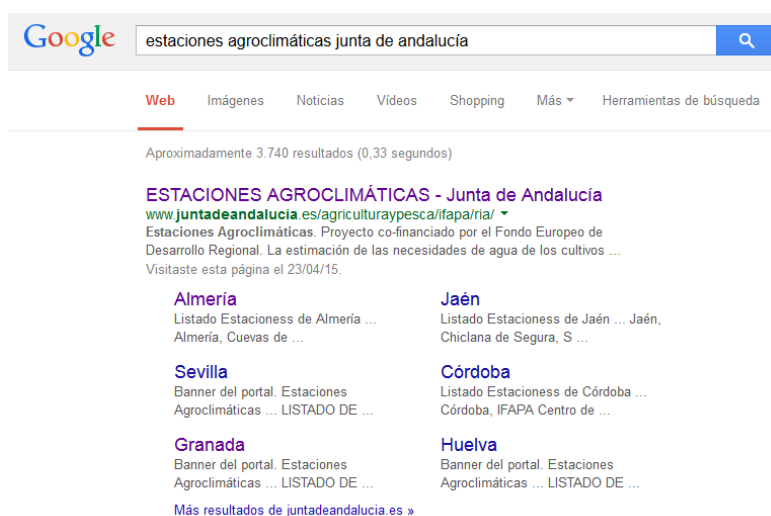 Google
estaciones agroclimáticas junta de andalucía
Web Imágenes Noticias Vídeos Shopping Más Herramientas de búsqueda
Aproximadamente 3.740 resultados (0,33 segundos)
ESTACIONES AGROCLIMÁTICAS - Junta de Andalucía
www.juntadeandalucia.es/agriculturaypesca/ifapa/ria/
Estaciones Agroclimáticas. Proyecto co-financiado por el Fondo Europeo de
Desarrollo Regional. La estimación de las necesidades de agua de los cultivos ...
Visitaste esta página el 23/04/15.
Almería
Listado Estacioness de Almería ...
Almería, Cuevas de ...
Jaén
Listado Estacioness de Jaén ... Jaén,
Chiclana de Segura, S ...
Sevilla
Banner del portal. Estaciones
Agroclimáticas ... LISTADO DE ...
Córdoba
Listado Estacioness de Córdoba ...
Córdoba, IFAPA Centro de ...
Granada
Banner del portal. Estaciones
Agroclimáticas ... LISTADO DE ...
Huelva
Banner del portal. Estaciones
Agroclimáticas ... LISTADO DE ...
Más resultados de juntadeandalucia.es »